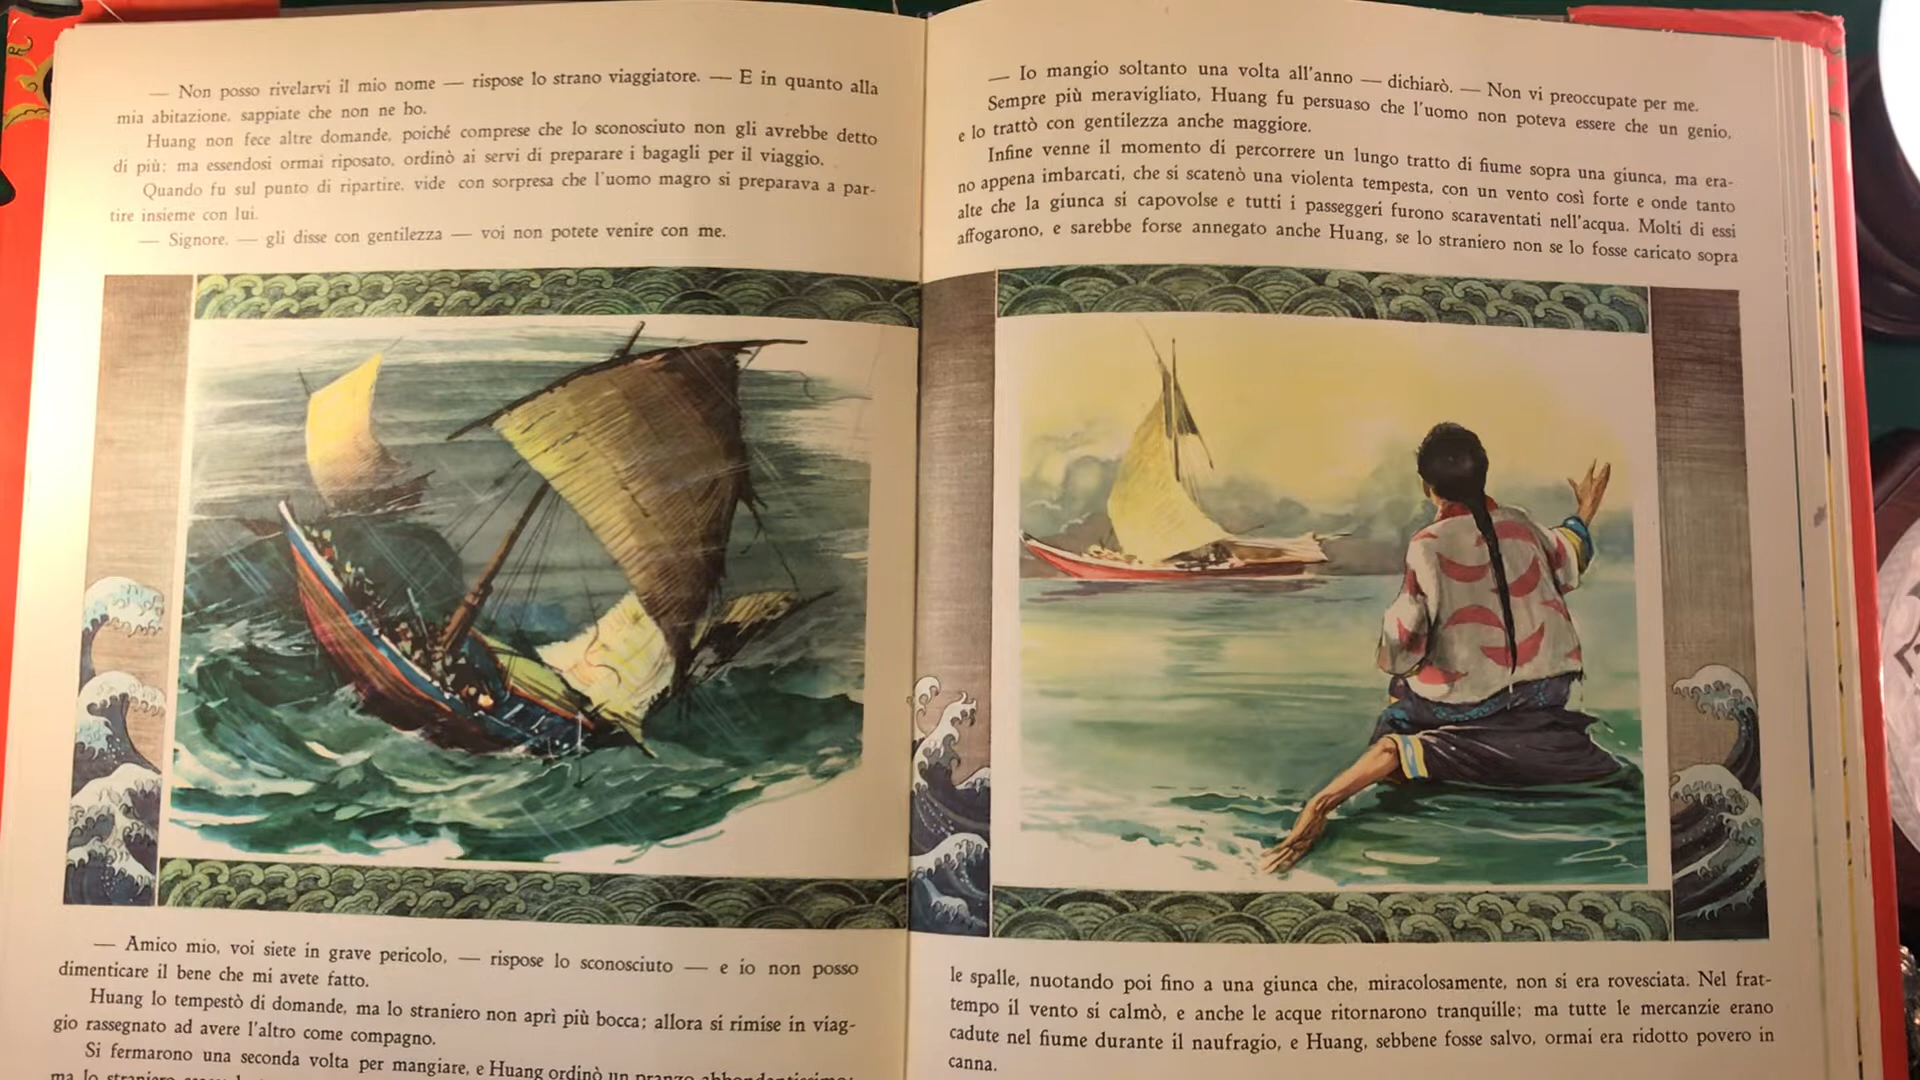 — Non posso rivelarvi il mio nome — rispose lo strano viaggiatore. — E in quanto alla
mia abitazione, sappiate che non ne ho.
Huang non fece altre domande, poiché comprese che lo sconosciuto non gli avrebbe detto
di più; ma essendosi ormai riposato, ordinò ai servi di preparare i bagagli per il viaggio.
Quando fu sul punto di ripartire, vide con sorpresa che l'uomo magro si preparava a par-
tire insieme con lui.
— Signore, — gli disse con gentilezza — voi non potete venire con me.
— Amico mio, voi siete in grave pericolo, — rispose lo sconosciuto — e io non posso
dimenticare il bene che mi avete fatto.
Huang lo tempestò di domande, ma lo straniero non aprì più bocca; allora si rimise in viag-
gio rassegnato ad avere l'altro come compagno.
Si fermarono una seconda volta per mangiare, e Huang ordinò un pranzo abbondantissimo;
ma lo straniero
— Io mangio soltanto una volta all'anno — dichiarò. — Non vi preoccupate per me.
Sempre più meravigliato, Huang fu persuaso che l'uomo non poteva essere che un genio,
e lo trattò con gentilezza anche maggiore.
Infine venne il momento di percorrere un lungo tratto di fiume sopra una giunca, ma era-
no appena imbarcati, che si scatenò una violenta tempesta, con un vento così forte e onde tanto
alte che la giunca si capovolse e tutti i passeggeri furono scaraventati nell'acqua. Molti di essi
affogarono, e sarebbe forse annegato anche Huang, se lo straniero non se lo fosse caricato sopra
le spalle, nuotando poi fino a una giunca che, miracolosamente, non si era rovesciata. Nel frat-
tempo il vento si calmò, e anche le acque ritornarono tranquille; ma tutte le mercanzie erano
cadute nel fiume durante il naufragio, e Huang, sebbene fosse salvo, ormai era ridotto povero in
canna.